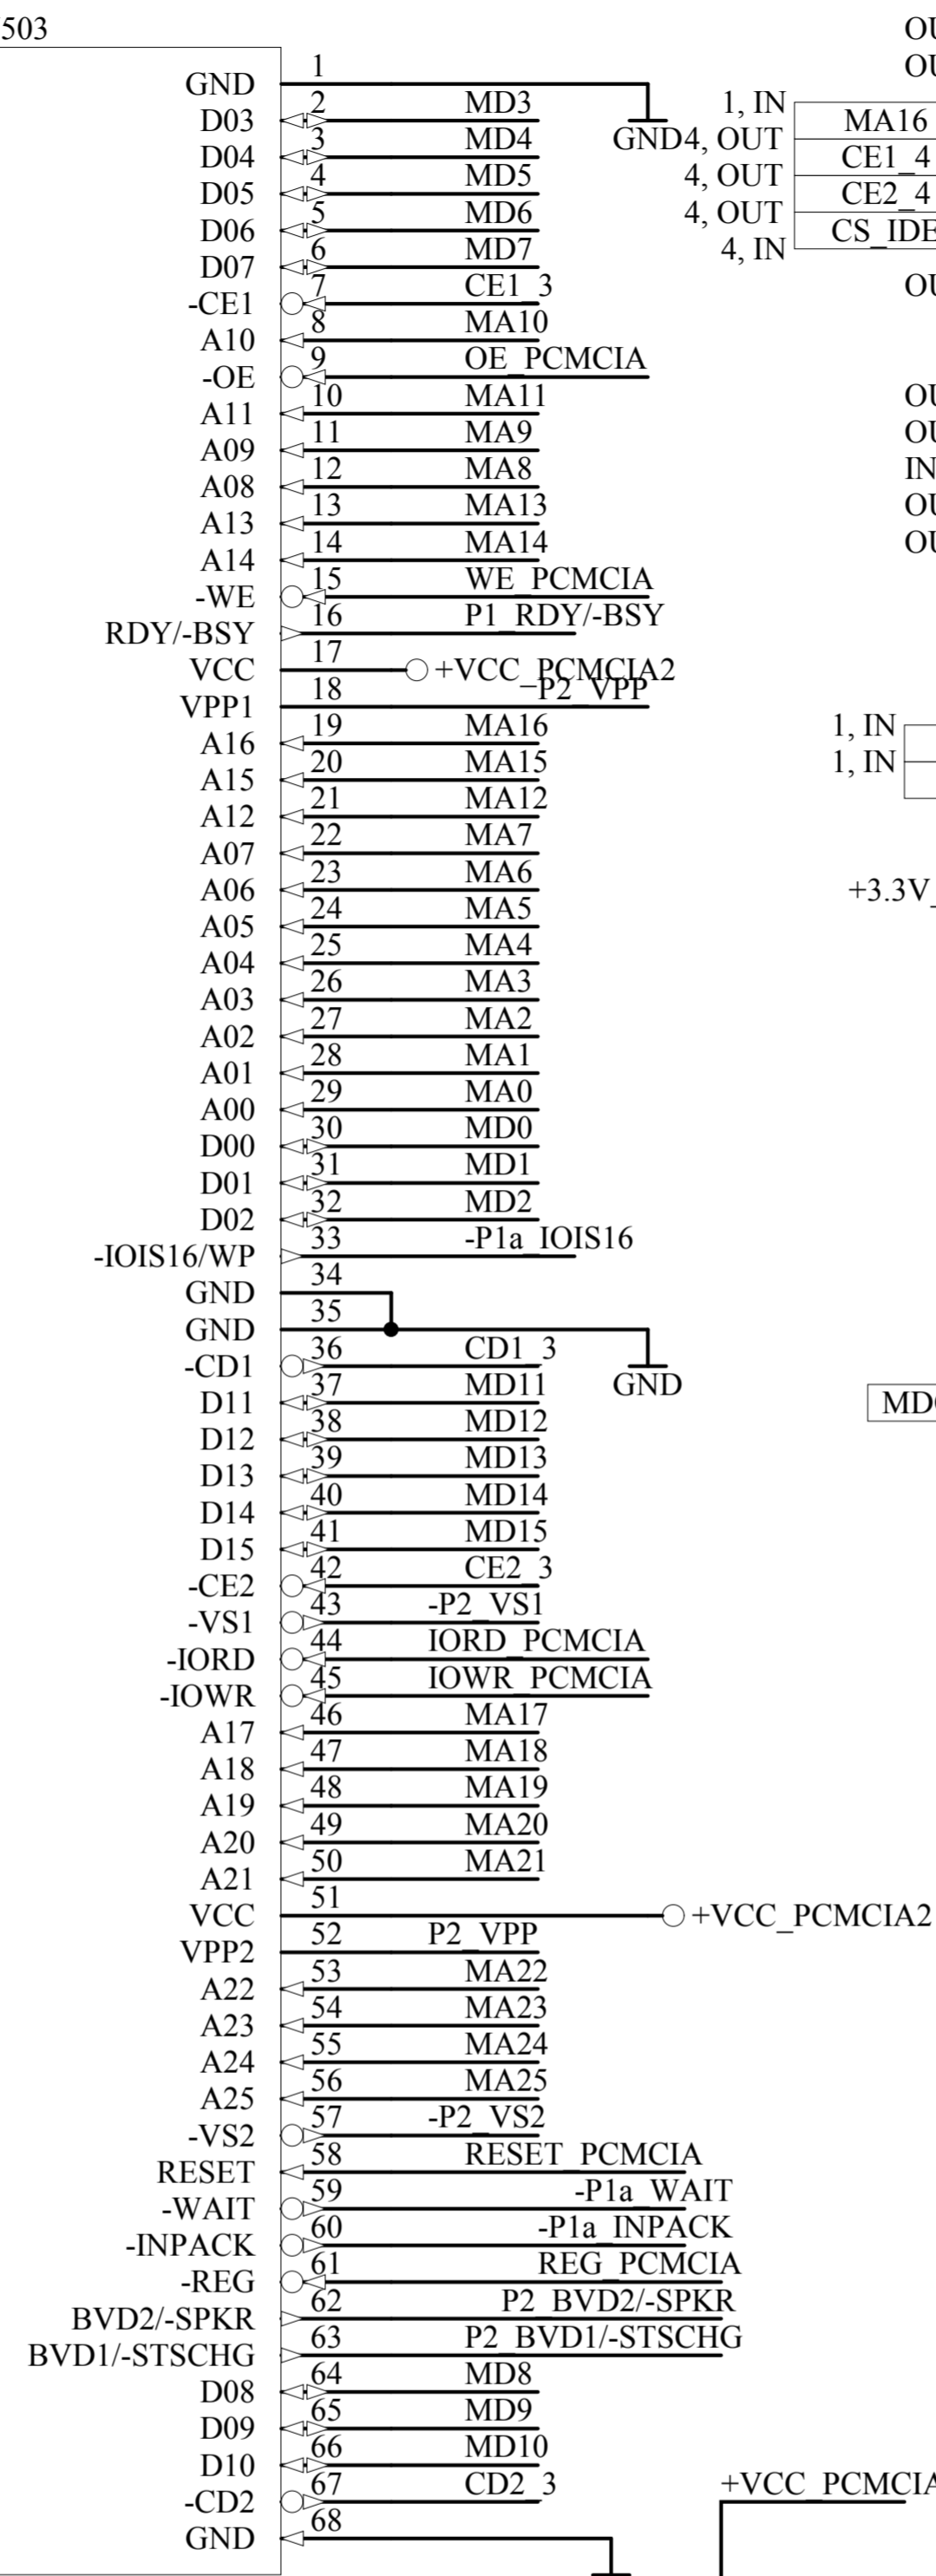 503
GND 1
D03 2 MD3
D04 3 MD4
D05 4 MD5
D06 5 MD6
D07 6 MD7
-CE1 7 CE1_3
A10 8 MA10
-OE 9 OE_PCMCIA
A11 10 MA11
A09 11 MA9
A08 12 MA8
A13 13 MA13
A14 14 MA14
-WE 15 WE_PCMCIA
RDY/-BSY 16 P1_RDY/-BSY
VCC 17 +VCC_PCMCIA2
VPP1 18 -P2_VPP
A16 19 MA16
A15 20 MA15
A12 21 MA12
A07 22 MA7
A06 23 MA6
A05 24 MA5
A04 25 MA4
A03 26 MA3
A02 27 MA2
A01 28 MA1
A00 29 MA0
D00 30 MD0
D01 31 MD1
D02 32 MD2
-IOIS16/WP 33 -P1a_IOIS16
GND 34
GND 35
-CD1 36 CD1_3
D11 37 MD11
D12 38 MD12
D13 39 MD13
D14 40 MD14
D15 41 MD15
-CE2 42 CE2_3
-VS1 43 -P2_VS1
-IORD 44 IORD_PCMCIA
-IOWR 45 IOWR_PCMCIA
A17 46 MA17
A18 47 MA18
A19 48 MA19
A20 49 MA20
A21 50 MA21
VCC 51 +VCC_PCMCIA2
VPP2 52 P2_VPP
A22 53 MA22
A23 54 MA23
A24 55 MA24
A25 56 MA25
-VS2 57 -P2_VS2
RESET 58 RESET_PCMCIA
-WAIT 59 -P1a_WAIT
-INPACK 60 -P1a_INPACK
-REG 61 REG_PCMCIA
BVD2/-SPKR 62 P2_BVD2/-SPKR
BVD1/-STSCHG 63 P2_BVD1/-STSCHG
D08 64 MD8
D09 65 MD9
D10 66 MD10
-CD2 67 CD2_3
GND 68
GND
GND
OU
OU
1, IN
4, OUT MA16
4, OUT CE1_4
4, OUT CE2_4
4, IN CS_IDE
OU
OU
OU
IN
OU
OU
1, IN
1, IN
+3.3V_
MD
+VCC_PCMCIA